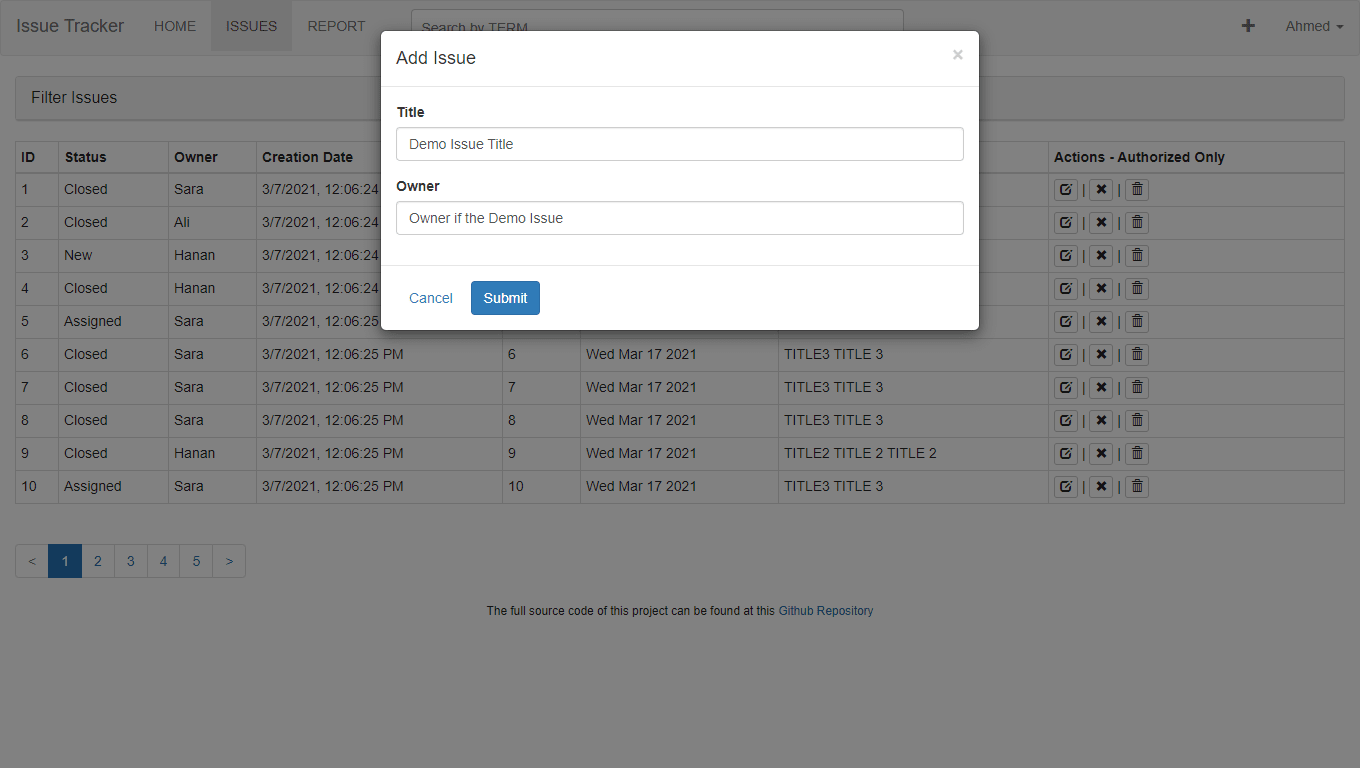 Issue Tracker HOME ISSUES REPORT Search by TERM Ahmed
Add Issue ×
Filter Issues
Title
Demo Issue Title
Owner
Owner if the Demo Issue
Cancel Submit
ID Status Owner Creation Date Actions - Authorized Only
1 Closed Sara 3/7/2021, 12:06:24 | |
2 Closed Ali 3/7/2021, 12:06:24 | |
3 New Hanan 3/7/2021, 12:06:24 | |
4 Closed Hanan 3/7/2021, 12:06:24 | |
5 Assigned Sara 3/7/2021, 12:06:25 | |
6 Closed Sara 3/7/2021, 12:06:25 PM 6 Wed Mar 17 2021 TITLE3 TITLE 3 | |
7 Closed Sara 3/7/2021, 12:06:25 PM 7 Wed Mar 17 2021 TITLE3 TITLE 3 | |
8 Closed Sara 3/7/2021, 12:06:25 PM 8 Wed Mar 17 2021 TITLE3 TITLE 3 | |
9 Closed Hanan 3/7/2021, 12:06:25 PM 9 Wed Mar 17 2021 TITLE2 TITLE 2 TITLE 2 | |
10 Assigned Sara 3/7/2021, 12:06:25 PM 10 Wed Mar 17 2021 TITLE3 TITLE 3 | |
< 1 2 3 4 5 >
The full source code of this project can be found at this Github Repository